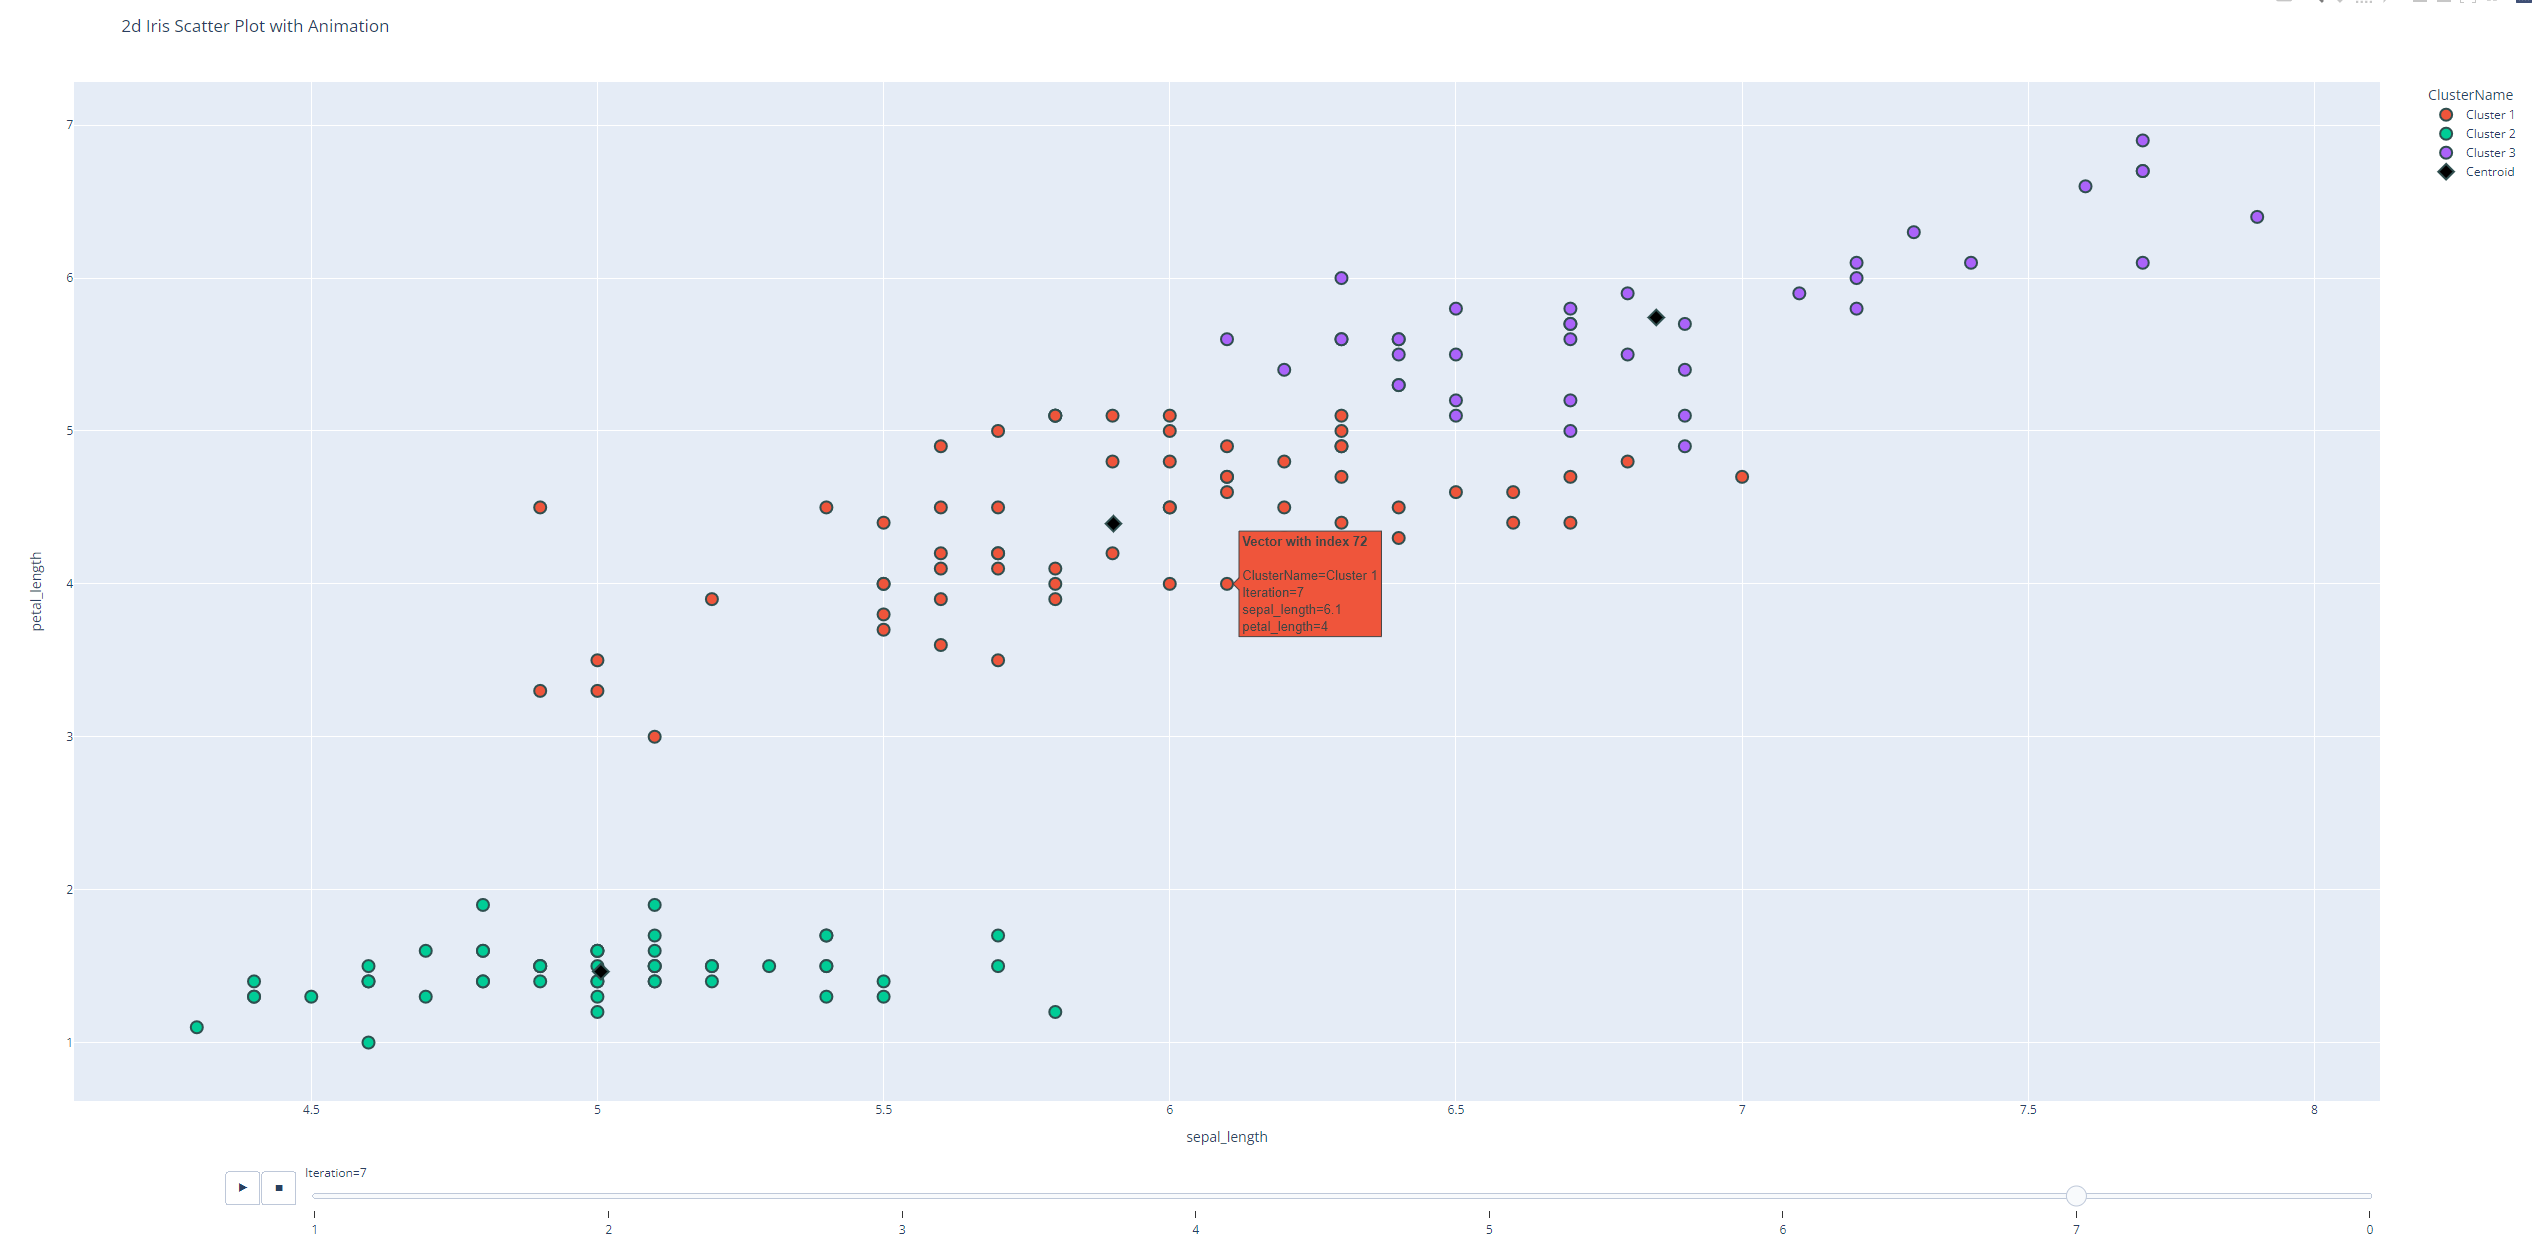 2d Iris Scatter Plot with Animation
ClusterName
Cluster 1
Cluster 2
Cluster 3
Centroid
7
6
5
4
3
2
1
petal_length
Vector with index 72
ClusterName=Cluster 1
Iteration=7
sepal_length=6.1
petal_length=4
4.5 5 5.5 6 6.5 7 7.5 8
sepal_length
Iteration=7
1 2 3 4 5 6 7 0